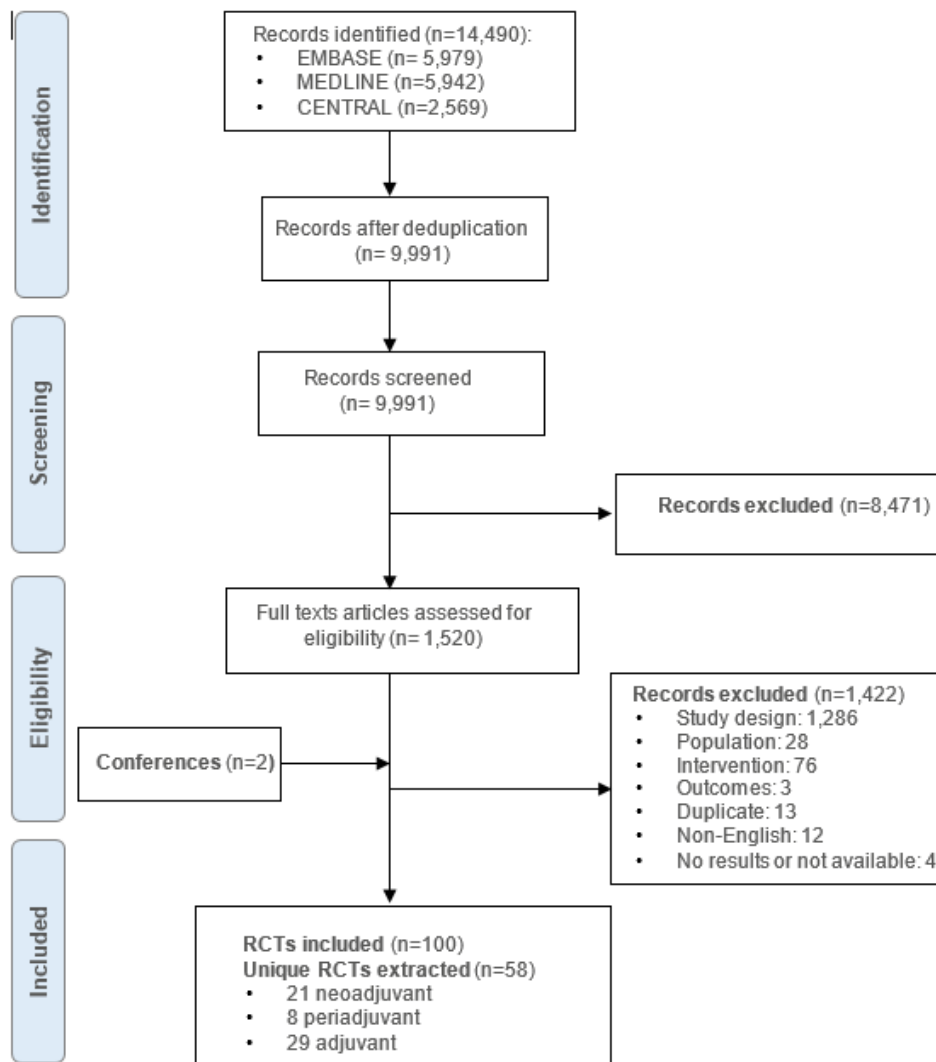 Identification
Records identified (n=14,490):
• EMBASE (n= 5,979)
• MEDLINE (n=5,942)
• CENTRAL (n=2,569)
Records after deduplication
(n= 9,991)
Screening
Records screened
(n= 9,991)
Records excluded (n=8,471)
Eligibility
Full texts articles assessed for
eligibility (n= 1,520)
Conferences (n=2)
Records excluded (n=1,422)
• Study design: 1,286
• Population: 28
• Intervention: 76
• Outcomes: 3
• Duplicate: 13
• Non-English: 12
• No results or not available: 4
Included
RCTs included (n=100)
Unique RCTs extracted (n=58)
• 21 neoadjuvant
• 8 periadjuvant
• 29 adjuvant